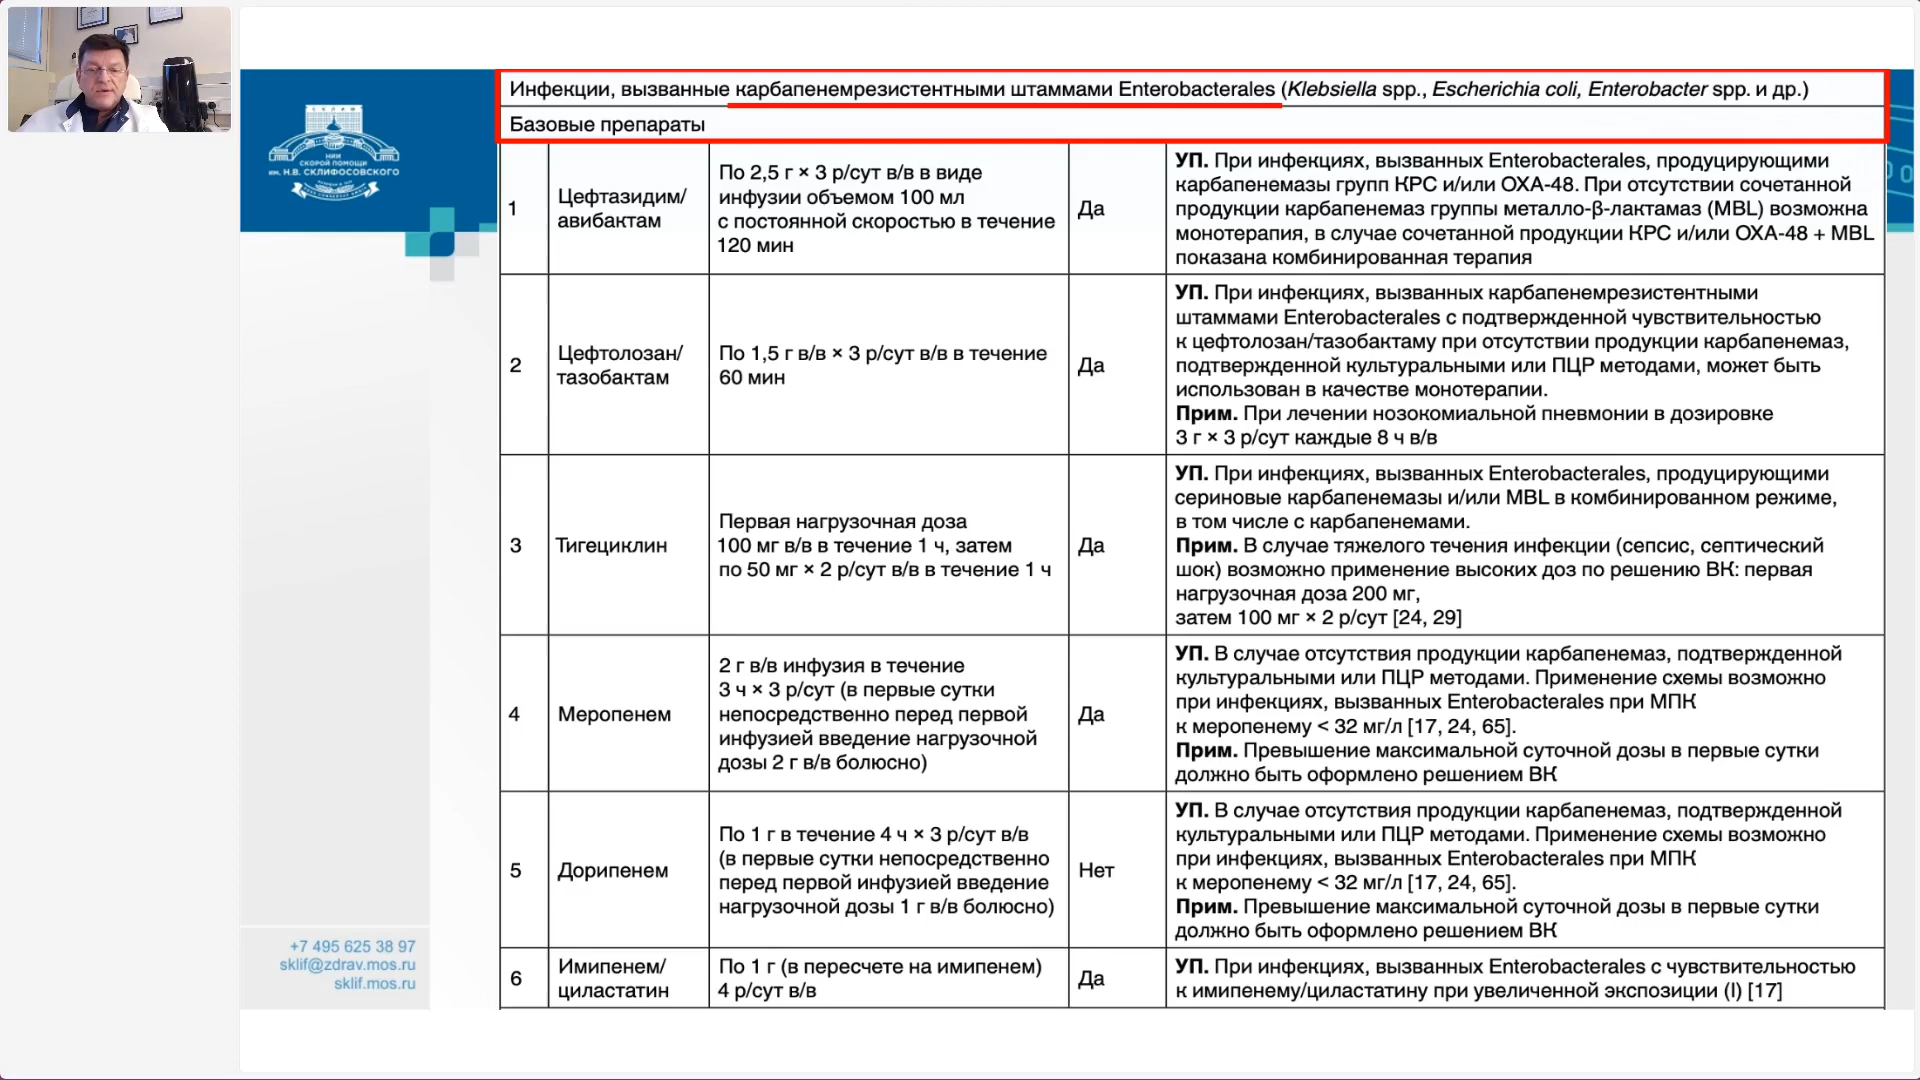 Инфекции, вызванные карбапенемрезистентными штаммами Enterobacterales (Klebsiella spp., Escherichia coli, Enterobacter spp. и др.)
Базовые препараты
НИИ
СКОРОЙ ПОМОЩИ
ИМ. Н.В. СКЛИФОСОВСКОГО
1
Цефтазидим/
авибактам
По 2,5 г × 3 р/сут в/в в виде
инфузии объемом 100 мл
с постоянной скоростью в течение
120 мин
Да
УП. При инфекциях, вызванных Enterobacterales, продуцирующими
карбапенемазы групп КРС и/или ОХА-48. При отсутствии сочетанной
продукции карбапенемаз группы металло-β-лактамаз (MBL) возможна
монотерапия, в случае сочетанной продукции КРС и/или ОХА-48 + MBL
показана комбинированная терапия
2
Цефтолозан/
тазобактам
По 1,5 г в/в × 3 р/сут в/в в течение
60 мин
Да
УП. При инфекциях, вызванных карбапенемрезистентными
штаммами Enterobacterales с подтвержденной чувствительностью
к цефтолозан/тазобактаму при отсутствии продукции карбапенемаз,
подтвержденной культуральными или ПЦР методами, может быть
использован в качестве монотерапии.
Прим. При лечении нозокомиальной пневмонии в дозировке
3 г × 3 р/сут каждые 8 ч в/в
3
Тигециклин
Первая нагрузочная доза
100 мг в/в в течение 1 ч, затем
по 50 мг × 2 р/сут в/в в течение 1 ч
Да
УП. При инфекциях, вызванных Enterobacterales, продуцирующими
сериновые карбапенемазы и/или MBL в комбинированном режиме,
в том числе с карбапенемами.
Прим. В случае тяжелого течения инфекции (сепсис, септический
шок) возможно применение высоких доз по решению ВК: первая
нагрузочная доза 200 мг,
затем 100 мг × 2 р/сут [24, 29]
4
Меропенем
2 г в/в инфузия в течение
3 ч × 3 р/сут (в первые сутки
непосредственно перед первой
инфузией введение нагрузочной
дозы 2 г в/в болюсно)
Да
УП. В случае отсутствия продукции карбапенемаз, подтвержденной
культуральными или ПЦР методами. Применение схемы возможно
при инфекциях, вызванных Enterobacterales при МПК
к меропенему < 32 мг/л [17, 24, 65].
Прим. Превышение максимальной суточной дозы в первые сутки
должно быть оформлено решением ВК
5
Дорипенем
По 1 г в течение 4 ч × 3 р/сут в/в
(в первые сутки непосредственно
перед первой инфузией введение
нагрузочной дозы 1 г в/в болюсно)
Нет
УП. В случае отсутствия продукции карбапенемаз, подтвержденной
культуральными или ПЦР методами. Применение схемы возможно
при инфекциях, вызванных Enterobacterales при МПК
к меропенему < 32 мг/л [17, 24, 65].
Прим. Превышение максимальной суточной дозы в первые сутки
должно быть оформлено решением ВК
6
Имипенем/
циластатин
По 1 г (в пересчете на имипенем)
4 р/сут в/в
Да
УП. При инфекциях, вызванных Enterobacterales с чувствительностью
к имипенему/циластатину при увеличенной экспозиции (I) [17]
+7 495 625 38 97
sklif@zdrav.mos.ru
sklif.mos.ru